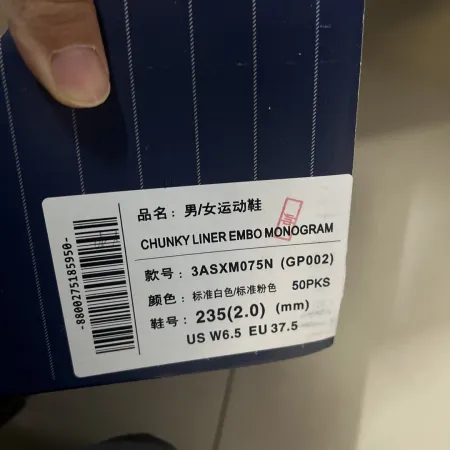 品名：男/女运动鞋
CHUNKY LINER EMBO MONOGRAM
款号：3ASXM075N (GP002)
颜色：标准白色/标准粉色 50PKS
鞋号：235(2.0) (mm)
US W6.5 EU 37.5
-8800275185950-